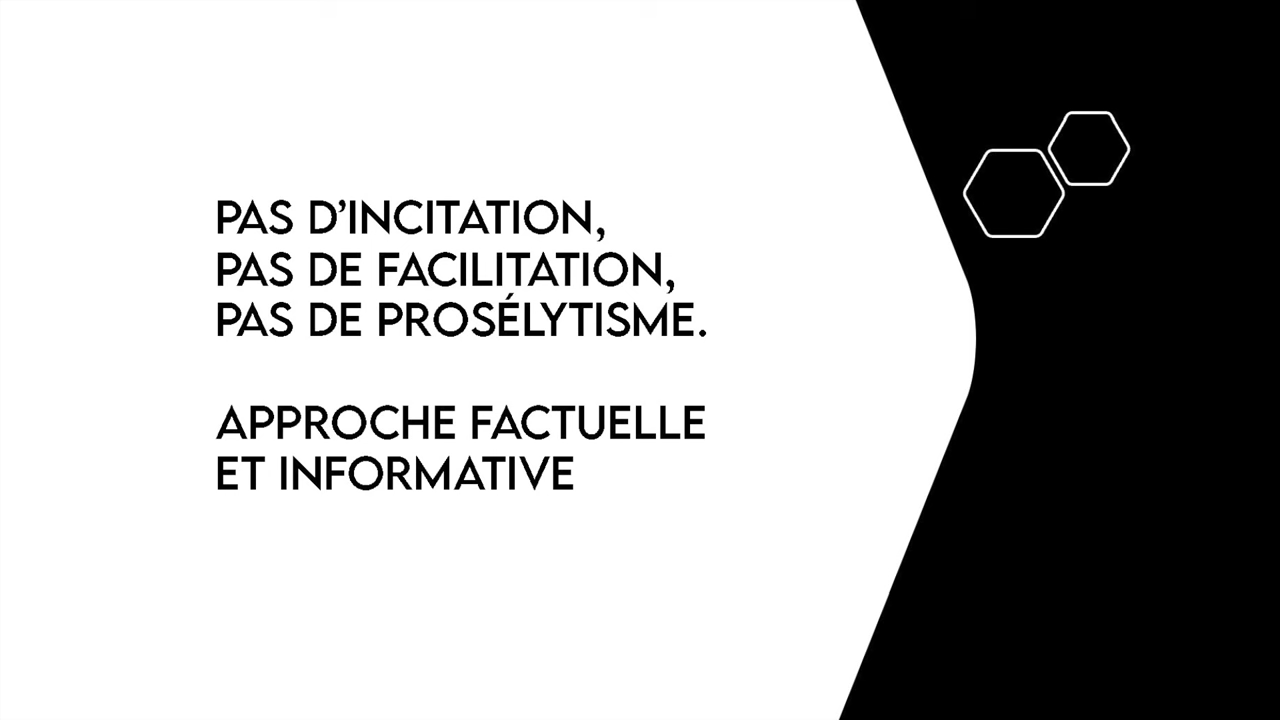 PAS D'INCITATION,
PAS DE FACILITATION,
PAS DE PROSÉLYTISME.
APPROCHE FACTUELLE
ET INFORMATIVE